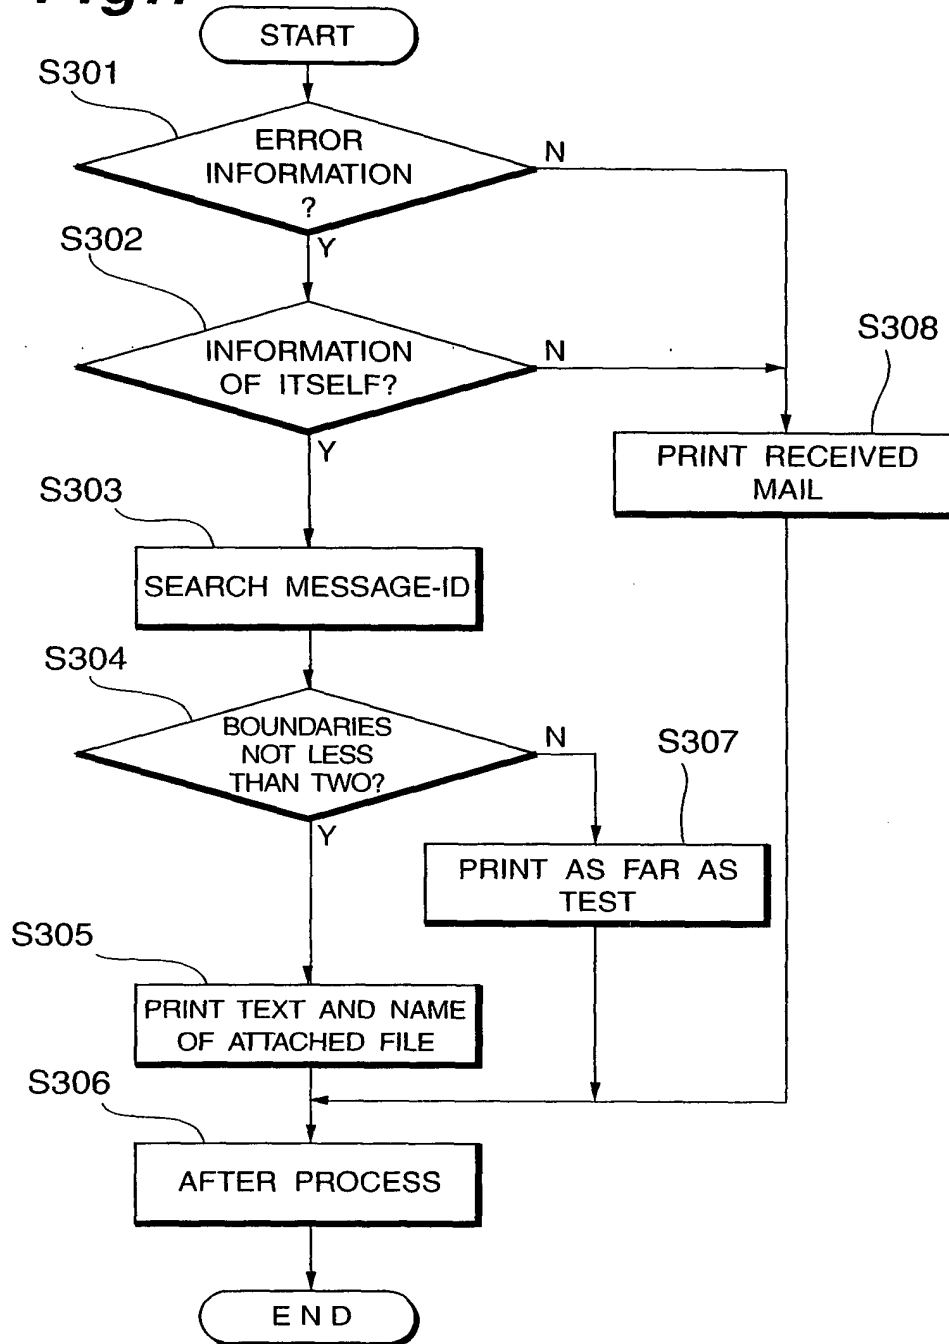 START
S301
ERROR
INFORMATION
?
N
Y
S302
INFORMATION
OF ITSELF?
N
Y
S308
PRINT RECEIVED
MAIL
S303
SEARCH MESSAGE-ID
S304
BOUNDARIES
NOT LESS
THAN TWO?
N
Y
S307
PRINT AS FAR AS
TEST
S305
PRINT TEXT AND NAME
OF ATTACHED FILE
S306
AFTER PROCESS
END